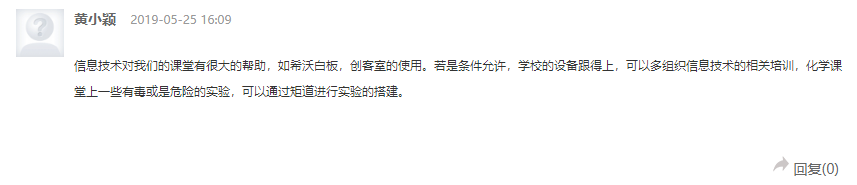 黄小颖 2019-05-25 16:09
信息技术对我们的课堂有很大的帮助，如希沃白板，创客室的使用。若是条件允许，学校的设备跟得上，可以多组织信息技术的相关培训，化学课
堂上一些有毒或是危险的实验，可以通过矩道进行实验的搭建。
回复(0)